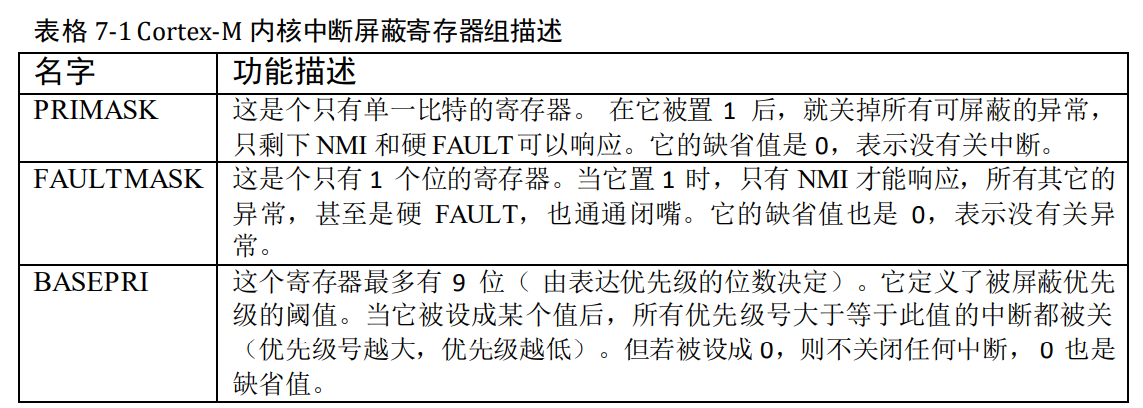 表格 7-1 Cortex-M 内核中断屏蔽寄存器组描述
名字 功能描述
PRIMASK 这是个只有单一比特的寄存器。 在它被置 1 后，就关掉所有可屏蔽的异常，
只剩下 NMI 和硬 FAULT 可以响应。它的缺省值是 0，表示没有关中断。
FAULTMASK 这是个只有 1 个位的寄存器。当它置 1 时，只有 NMI 才能响应，所有其它的
异常，甚至是硬 FAULT，也通通闭嘴。它的缺省值也是 0，表示没有关异
常。
BASEPRI 这个寄存器最多有 9 位（ 由表达优先级的位数决定）。它定义了被屏蔽优先
级的阈值。当它被设成某个值后，所有优先级号大于等于此值的中断都被关
（优先级号越大，优先级越低）。但若被设成 0，则不关闭任何中断， 0 也是
缺省值。